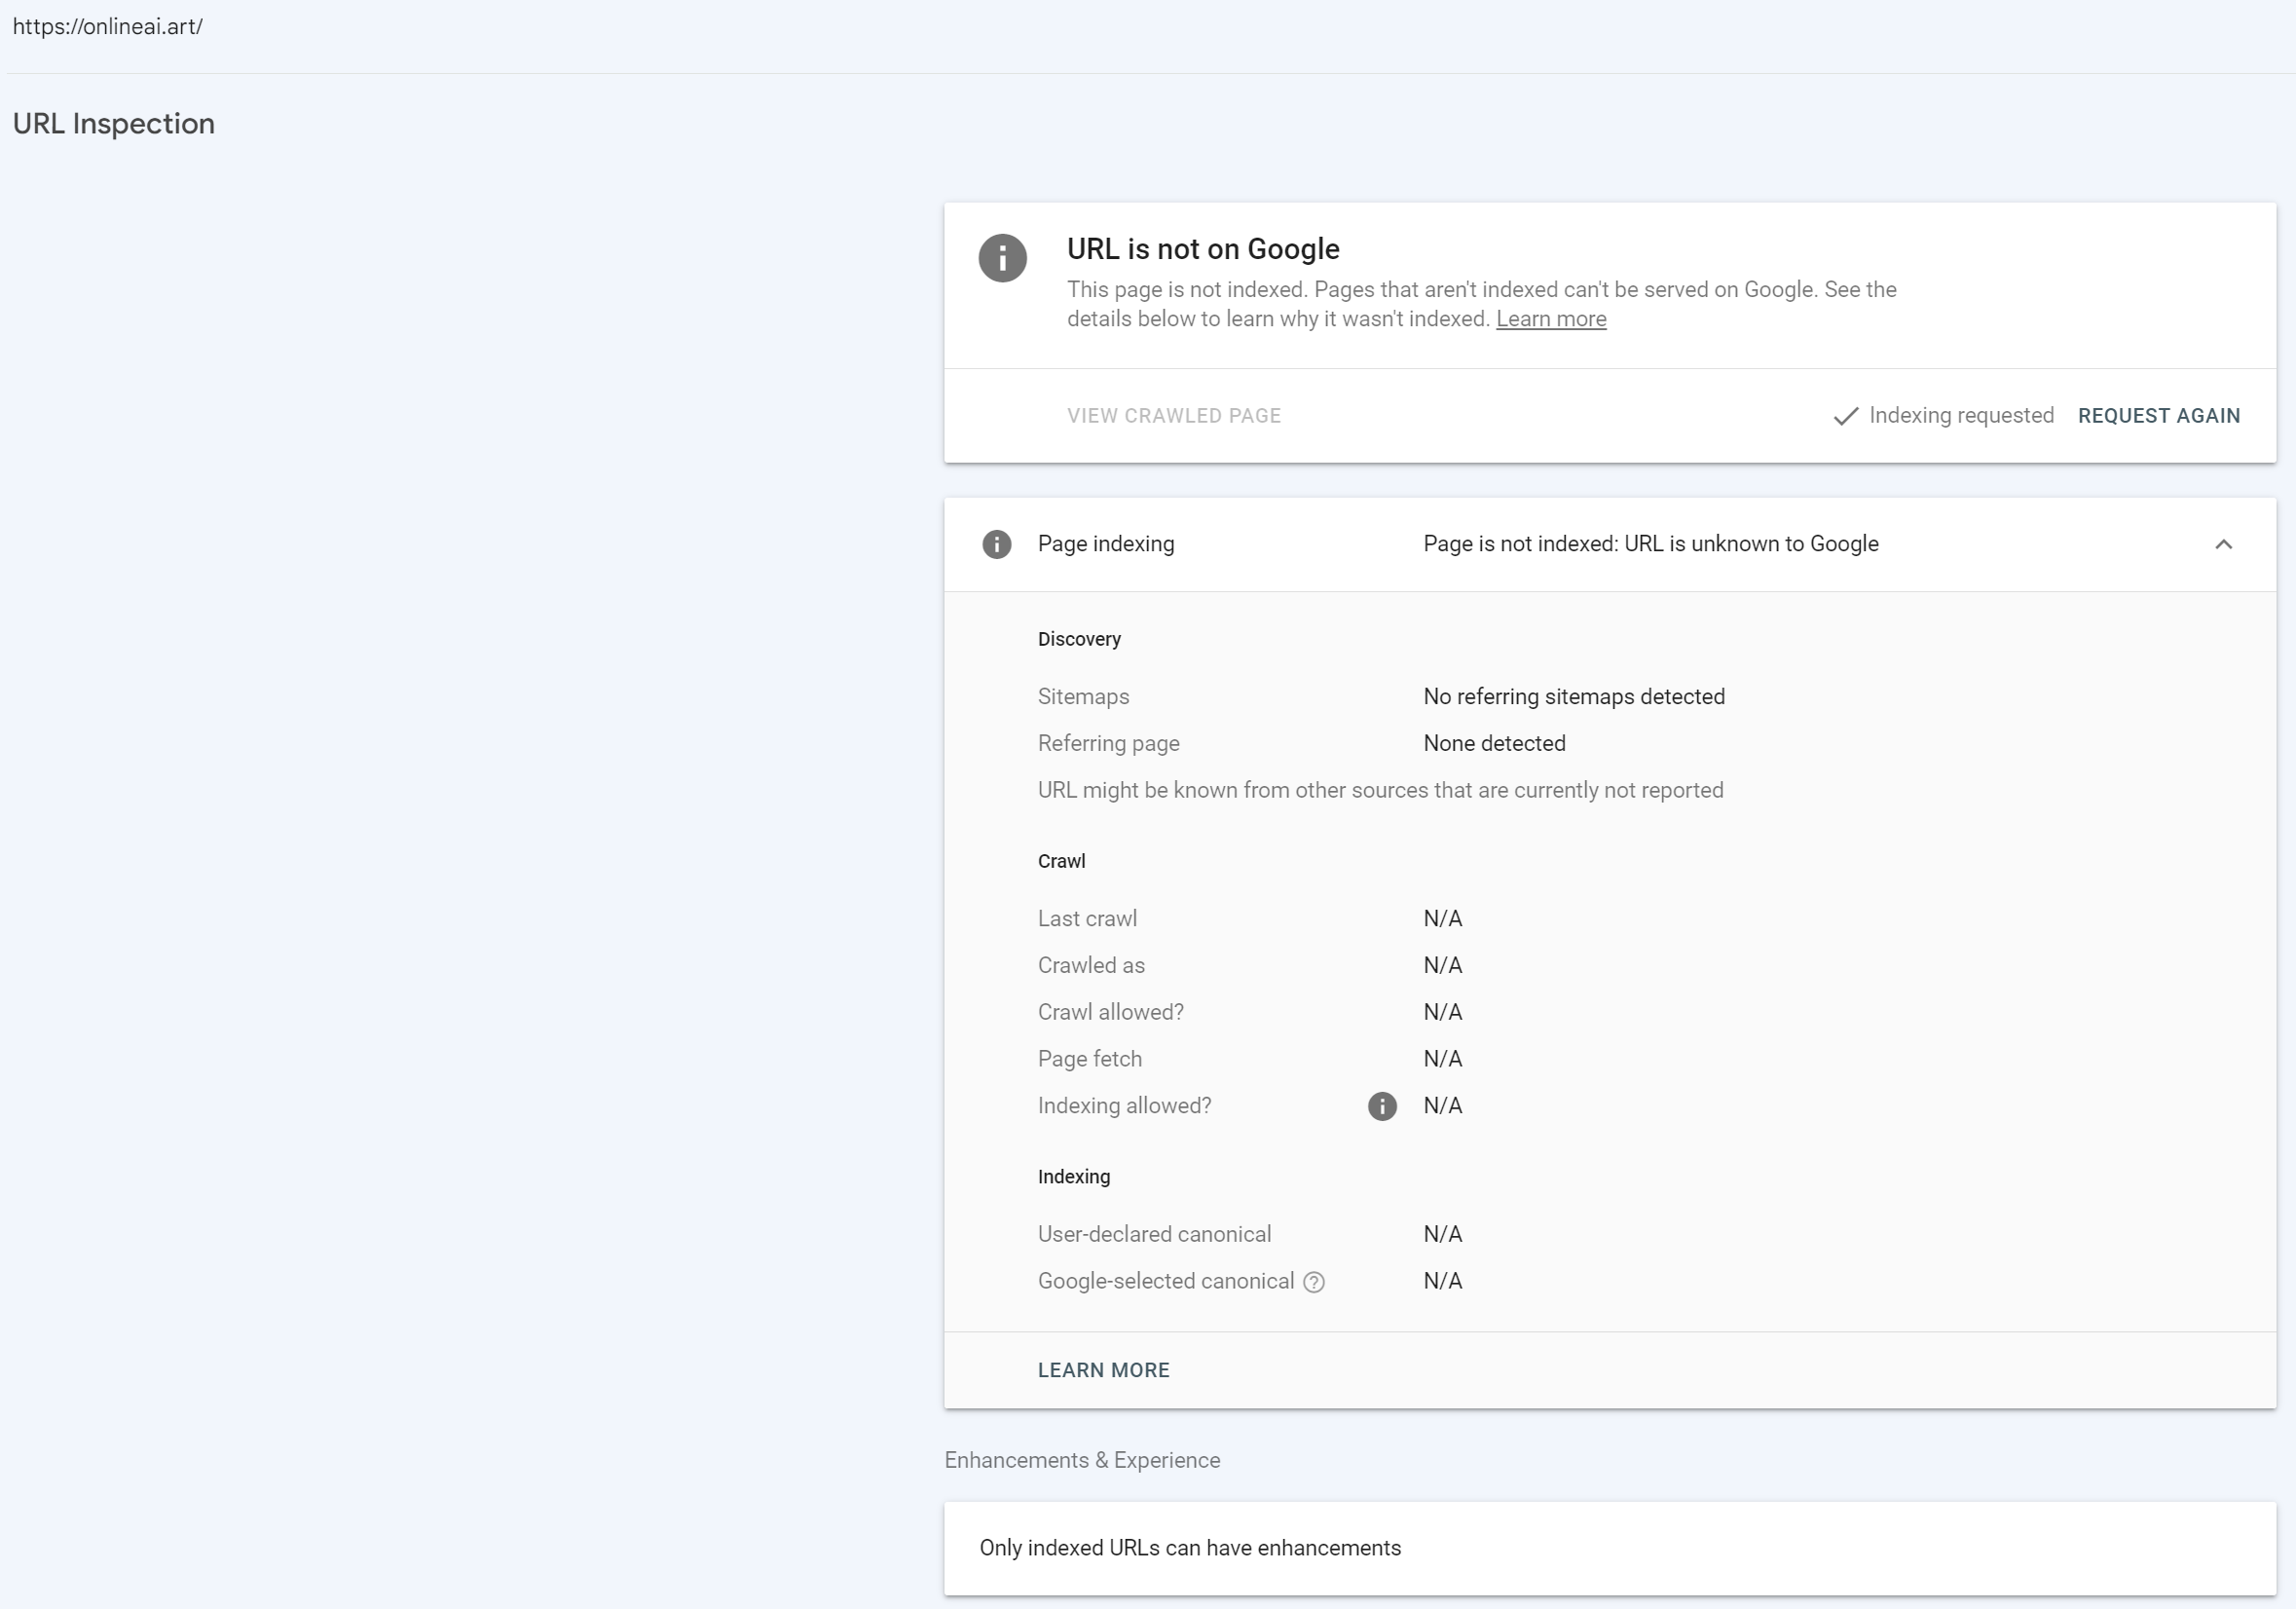 https://onlineai.art/
URL Inspection
URL is not on Google
This page is not indexed. Pages that aren't indexed can't be served on Google. See the
details below to learn why it wasn't indexed. Learn more
VIEW CRAWLED PAGE Indexing requested REQUEST AGAIN
Page indexing Page is not indexed: URL is unknown to Google
Discovery
Sitemaps No referring sitemaps detected
Referring page None detected
URL might be known from other sources that are currently not reported
Crawl
Last crawl N/A
Crawled as N/A
Crawl allowed? N/A
Page fetch N/A
Indexing allowed? N/A
Indexing
User-declared canonical N/A
Google-selected canonical N/A
LEARN MORE
Enhancements & Experience
Only indexed URLs can have enhancements